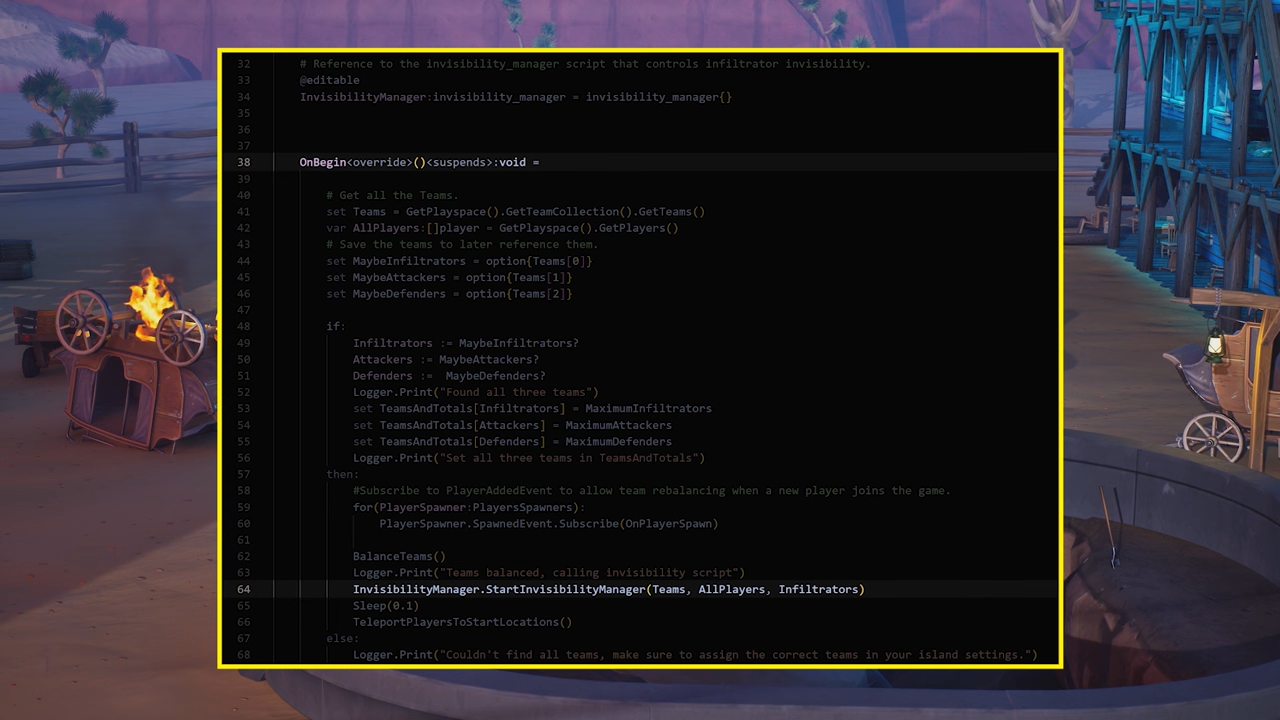 32 # Reference to the invisibility_manager script that controls infiltrator invisibility.
33 @editable
34 InvisibilityManager:invisibility_manager = invisibility_manager{}
35
36
37
38 OnBegin<override>()<suspends>:void =
39
40 # Get all the Teams.
41 set Teams = GetPlayspace().GetTeamCollection().GetTeams()
42 var AllPlayers:[]player = GetPlayspace().GetPlayers()
43 # Save the teams to later reference them.
44 set MaybeInfiltrators = option{Teams[0]}
45 set MaybeAttackers = option{Teams[1]}
46 set MaybeDefenders = option{Teams[2]}
47
48 if:
49 Infiltrators := MaybeInfiltrators?
50 Attackers := MaybeAttackers?
51 Defenders :=  MaybeDefenders?
52 Logger.Print("Found all three teams")
53 set TeamsAndTotals[Infiltrators] = MaximumInfiltrators
54 set TeamsAndTotals[Attackers] = MaximumAttackers
55 set TeamsAndTotals[Defenders] = MaximumDefenders
56 Logger.Print("Set all three teams in TeamsAndTotals")
57 then:
58 #Subscribe to PlayerAddedEvent to allow team rebalancing when a new player joins the game.
59 for(PlayerSpawner:PlayersSpawners):
60 PlayerSpawner.SpawnedEvent.Subscribe(OnPlayerSpawn)
61
62 BalanceTeams()
63 Logger.Print("Teams balanced, calling invisibility script")
64 InvisibilityManager.StartInvisibilityManager(Teams, AllPlayers, Infiltrators)
65 Sleep(0.1)
66 TeleportPlayersToStartLocations()
67 else:
68 Logger.Print("Couldn't find all teams, make sure to assign the correct teams in your island settings.")